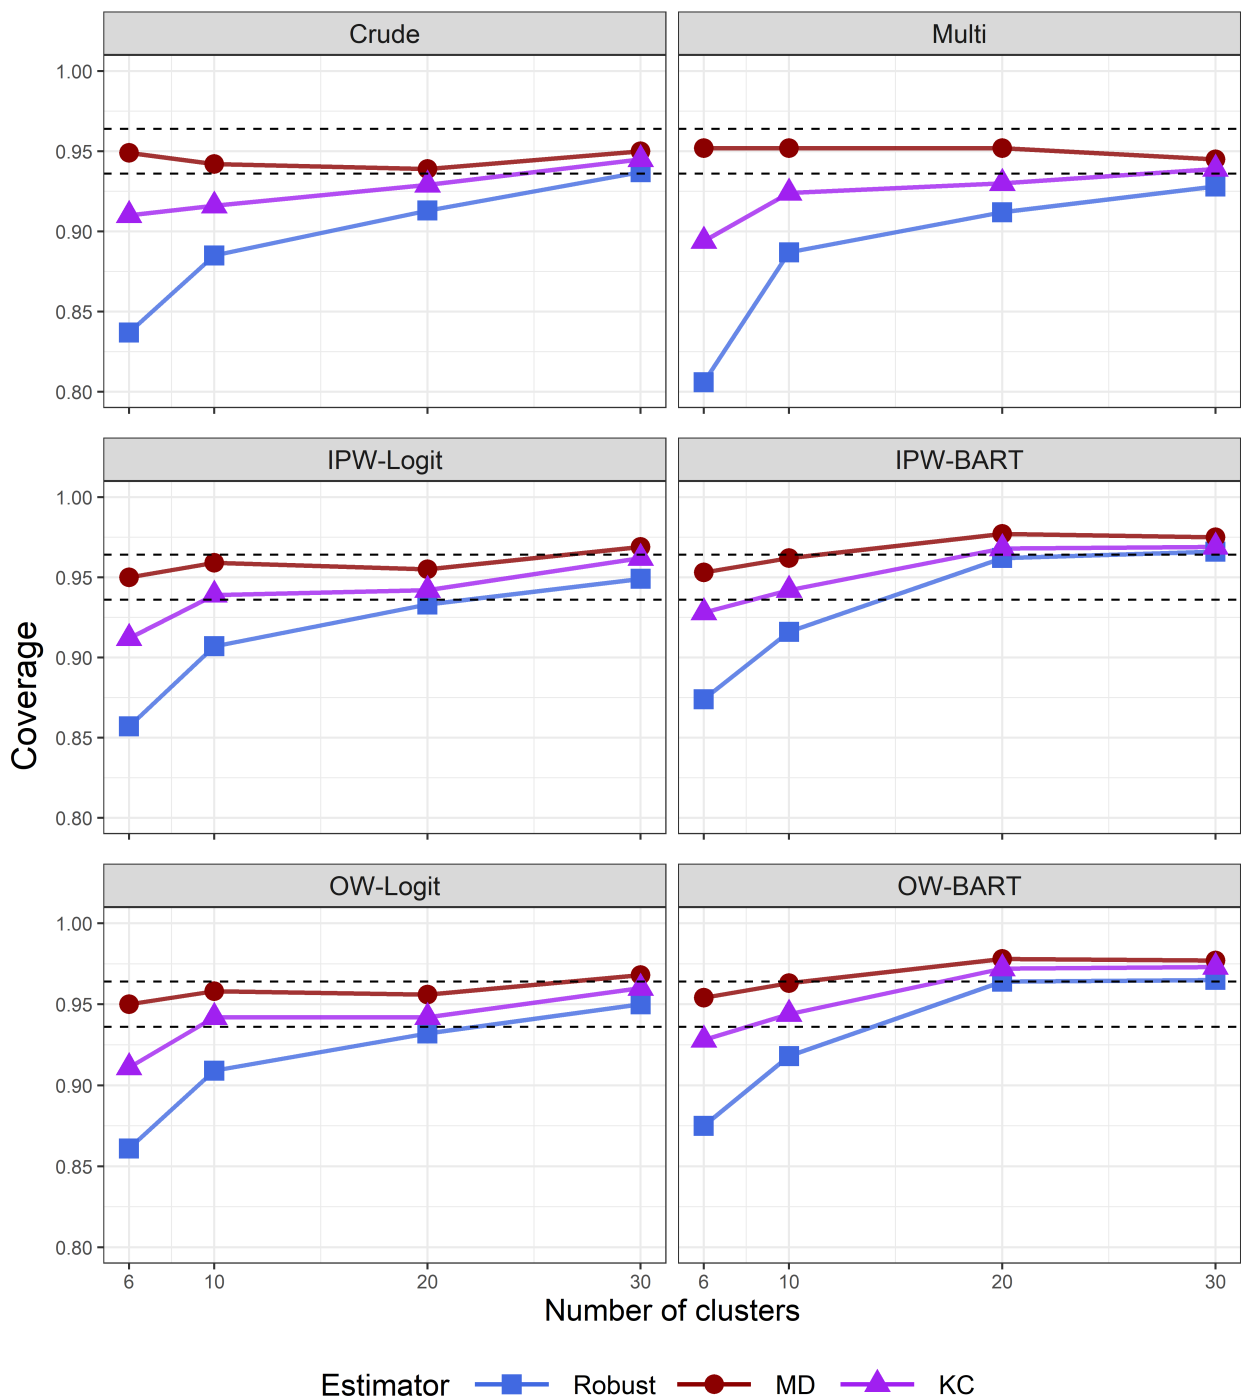 Crude Multi
1.00
0.95
0.90
0.85
0.80
IPW-Logit IPW-BART
1.00
0.95
0.90
0.85
0.80
Coverage
OW-Logit OW-BART
1.00
0.95
0.90
0.85
0.80
6 10 20 30 6 10 20 30
Number of clusters
Estimator Robust MD KC